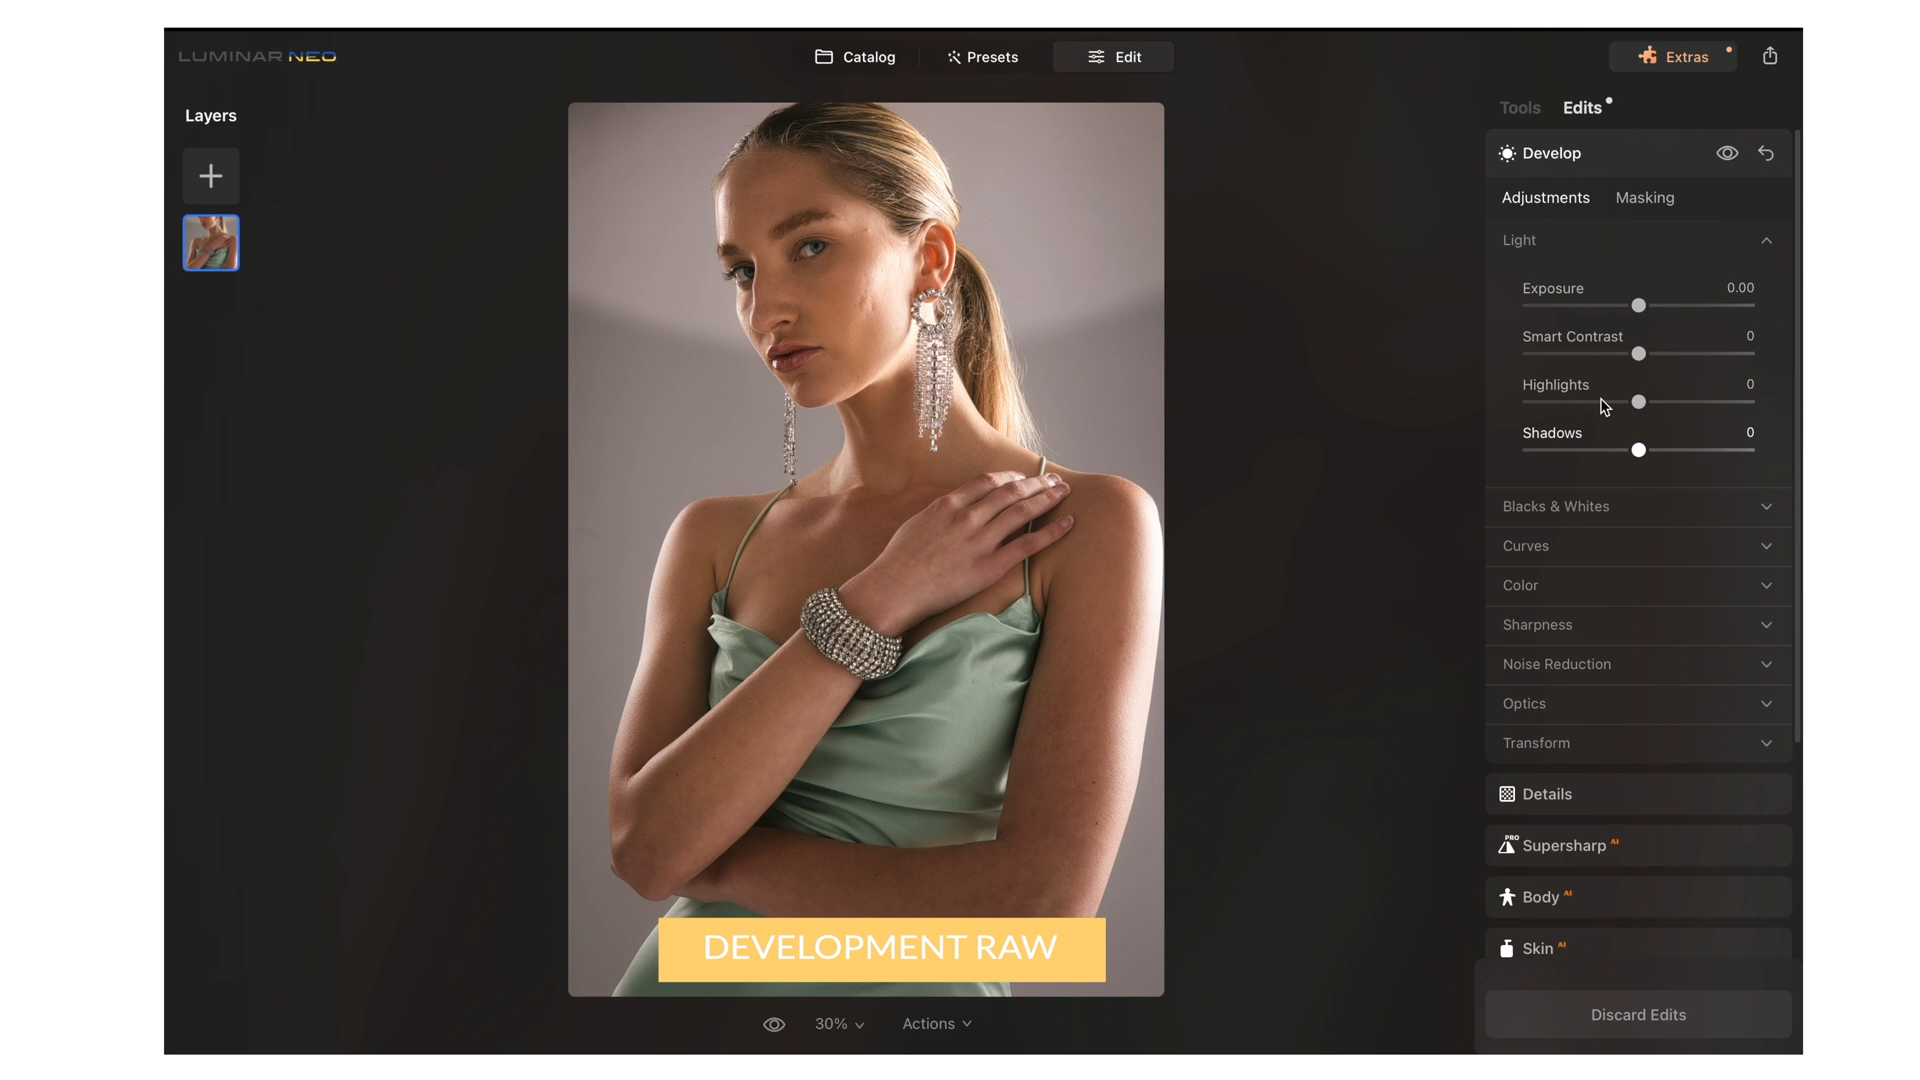 LUMINAR NEO
Catalog
Presets
Edit
Extras
Layers
Tools
Edits
Develop
Adjustments
Masking
Light
Exposure 0.00
Smart Contrast 0
Highlights 0
Shadows 0
Blacks & Whites
Curves
Color
Sharpness
Noise Reduction
Optics
Transform
Details
PRO
Supersharp AI
Body AI
Skin AI
Discard Edits
DEVELOPMENT RAW
30%
Actions